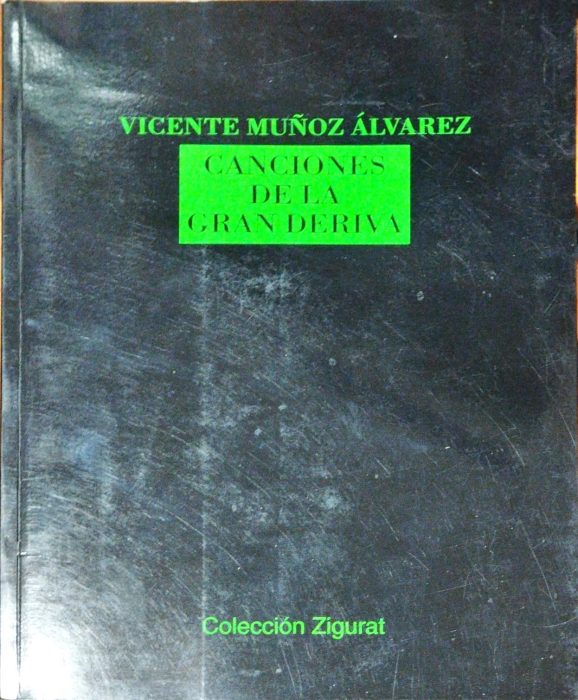 VICENTE MUÑOZ ÁLVAREZ
CANCIONES
DE LA
GRAN DERIVA
Colección Zigurat